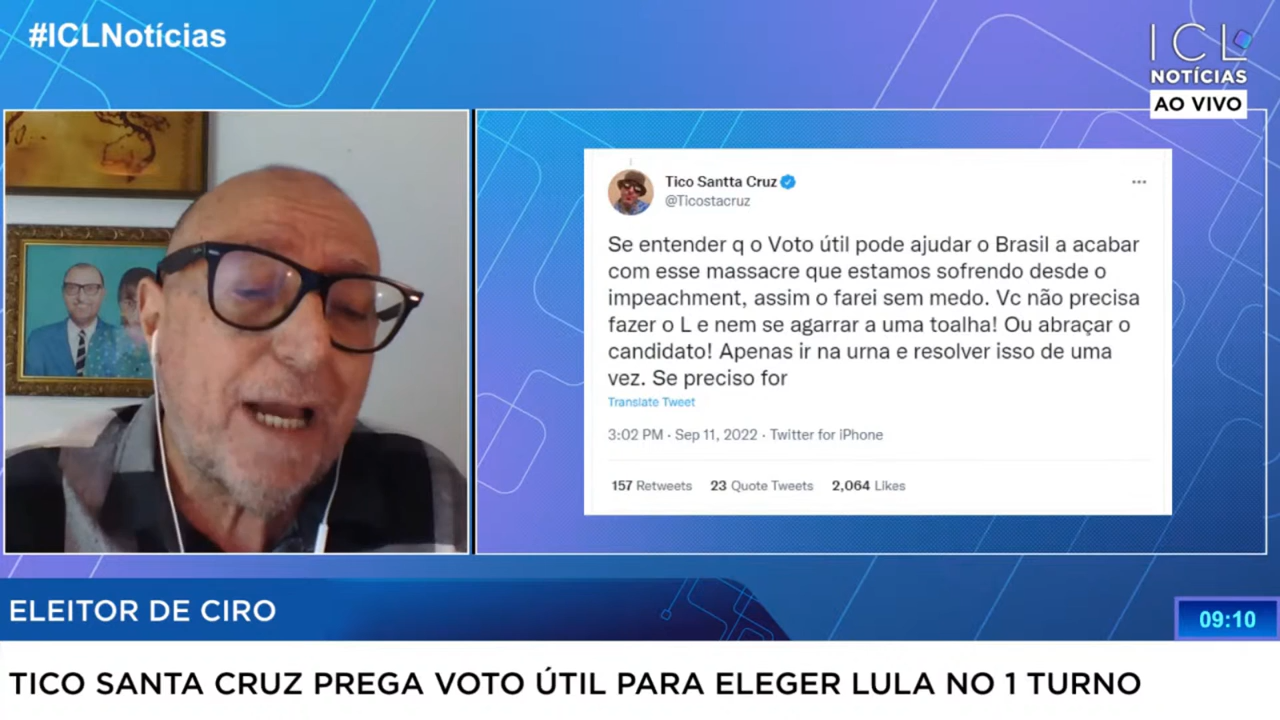 #ICLNotícias
ICL
NOTÍCIAS
AO VIVO
Tico Santta Cruz
@Ticostacruz
Se entender q o Voto útil pode ajudar o Brasil a acabar
com esse massacre que estamos sofrendo desde o
impeachment, assim o farei sem medo. Vc não precisa
fazer o L e nem se agarrar a uma toalha! Ou abraçar o
candidato! Apenas ir na urna e resolver isso de uma
vez. Se preciso for
Translate Tweet
3:02 PM · Sep 11, 2022 · Twitter for iPhone
157 Retweets 23 Quote Tweets 2,064 Likes
ELEITOR DE CIRO
09:10
TICO SANTA CRUZ PREGA VOTO ÚTIL PARA ELEGER LULA NO 1 TURNO